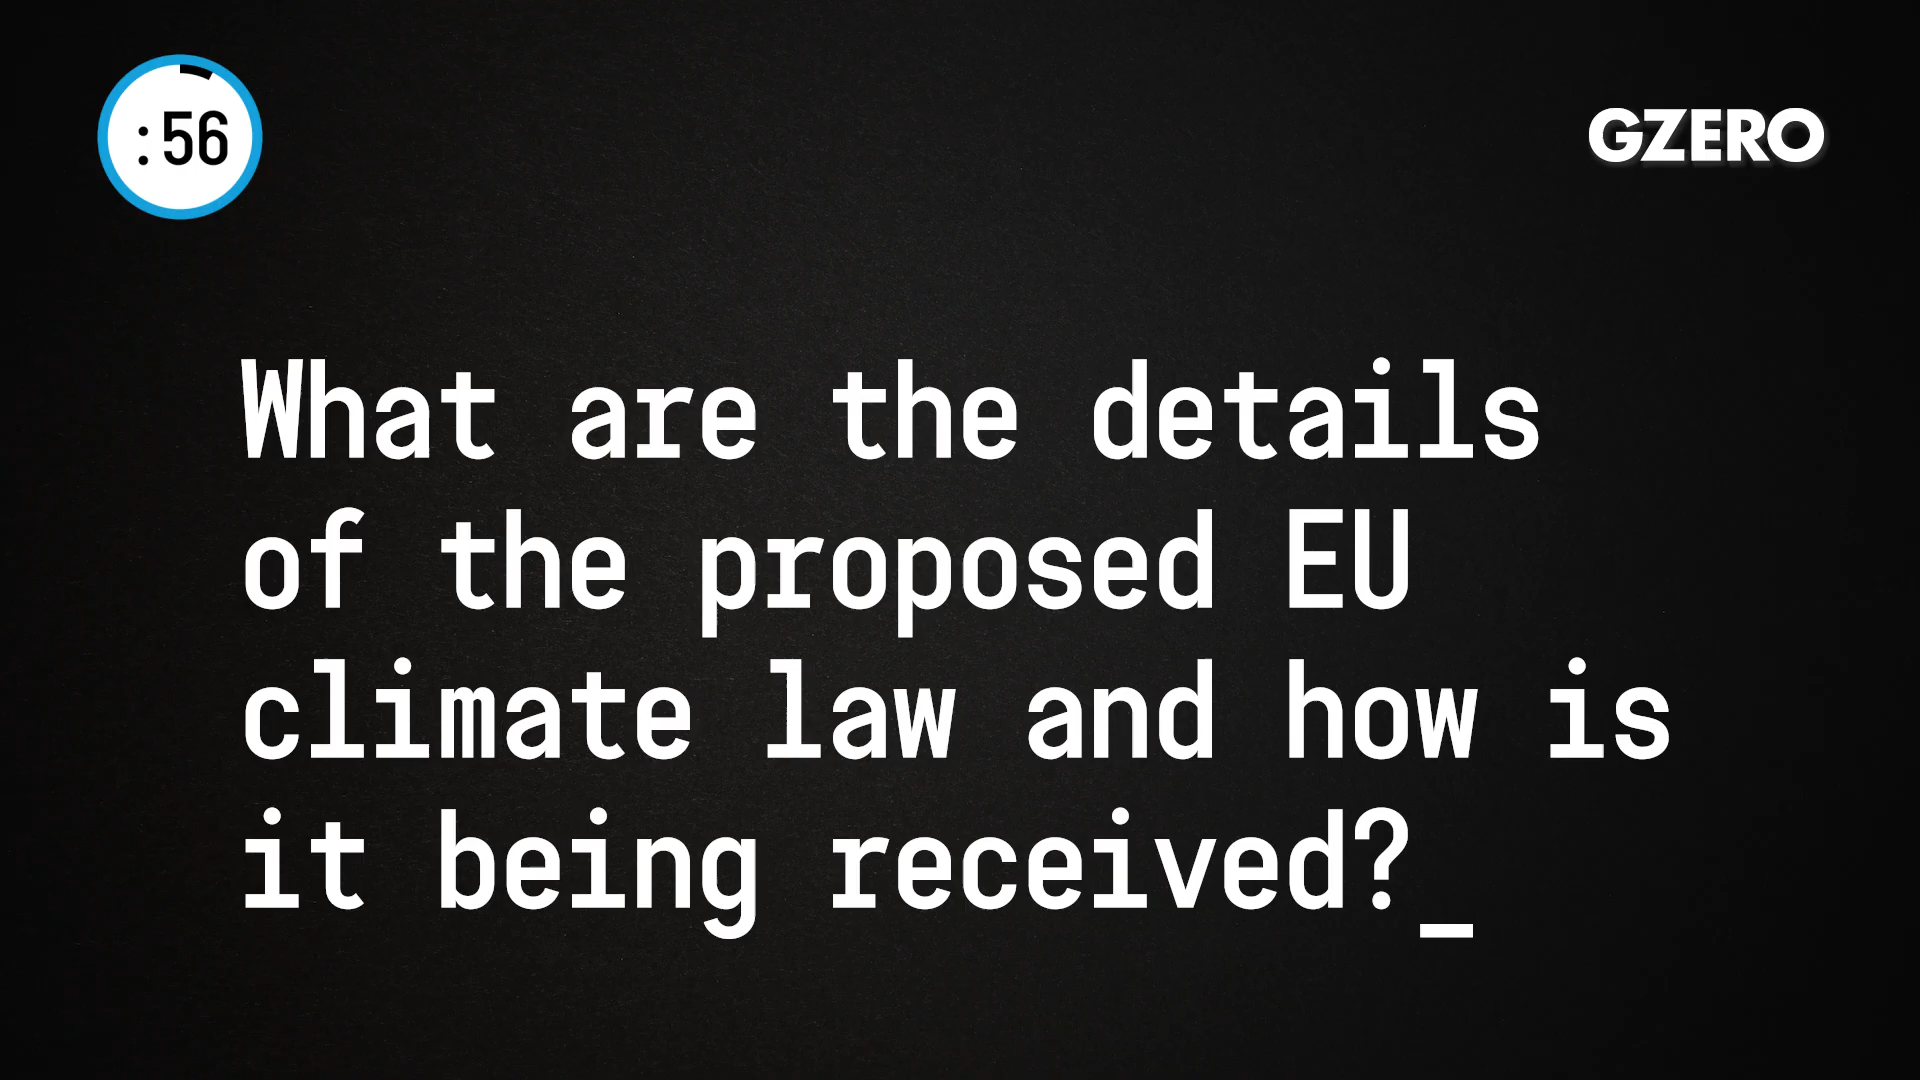 :56
GZERO
What are the details
of the proposed EU
climate law and how is
it being received?_